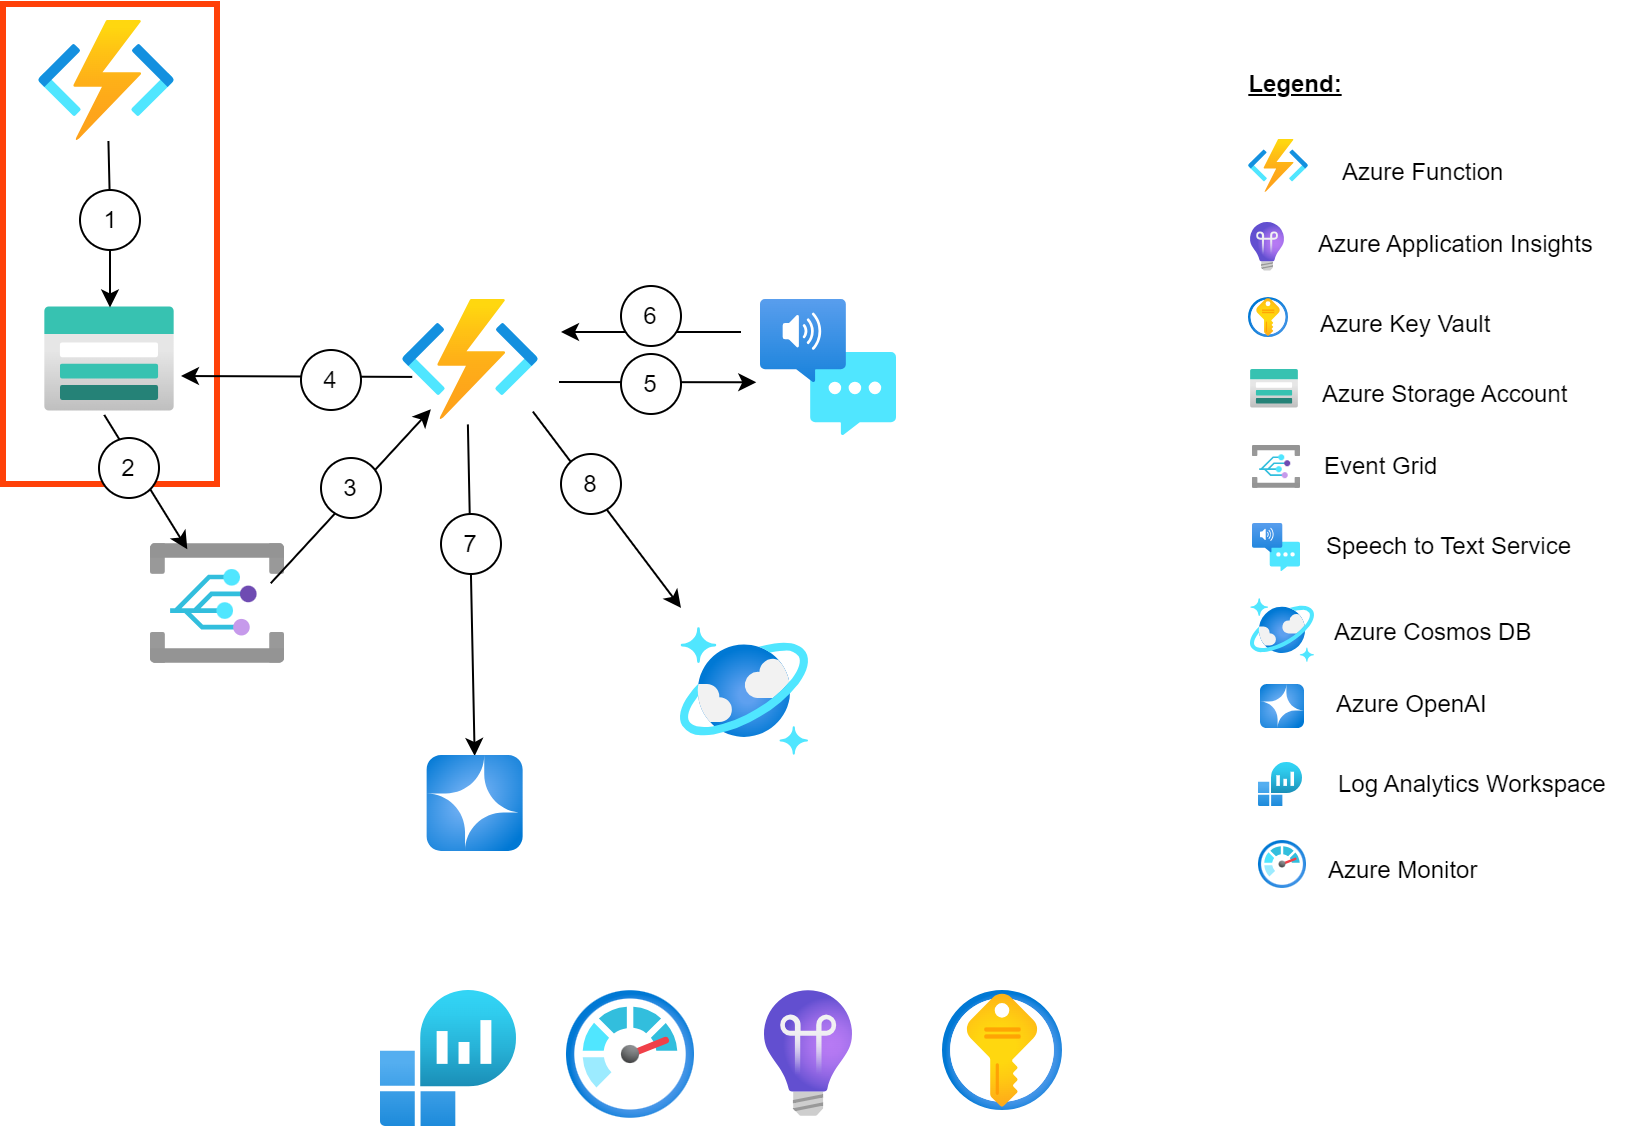 1
2
3
4
5
6
7
8
Legend:
Azure Function
Azure Application Insights
Azure Key Vault
Azure Storage Account
Event Grid
Speech to Text Service
Azure Cosmos DB
Azure OpenAI
Log Analytics Workspace
Azure Monitor